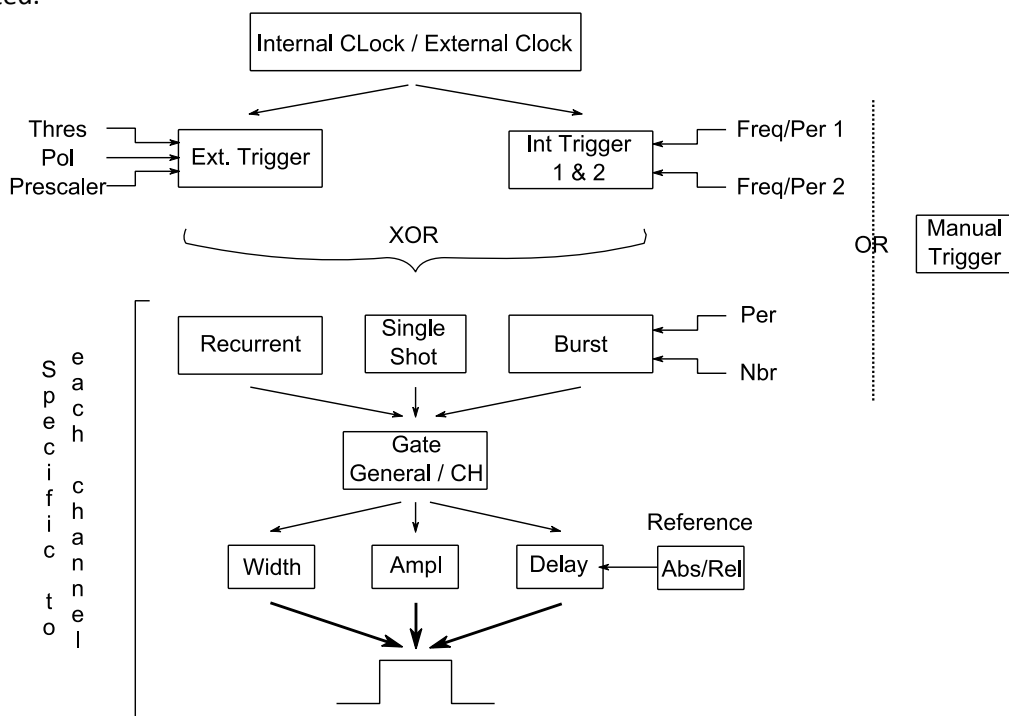 ed.
Internal CLock / External Clock
Thres
Pol
Prescaler
Ext. Trigger
Int Trigger
1 & 2
Freq/Per 1
Freq/Per 2
XOR
OR
Manual
Trigger
Recurrent
Single
Shot
Burst
Per
Nbr
Specific to
each channel
Gate
General / CH
Width
Ampl
Delay
Reference
Abs/Rel